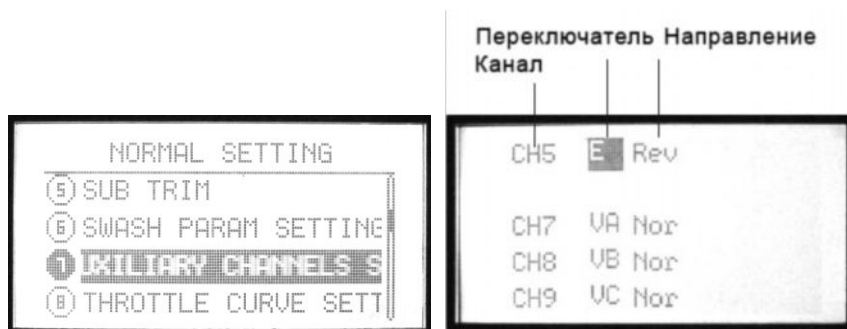 NORMAL SETTING
5 SUB TRIM
6 SWASH PARAM SETTING
7 UXILIARY CHANNELS S
8 THROTTLE CURVE SETT
Переключатель Направление
Канал
CH5 E Rev
CH7 VA Nor
CH8 VB Nor
CH9 VC Nor